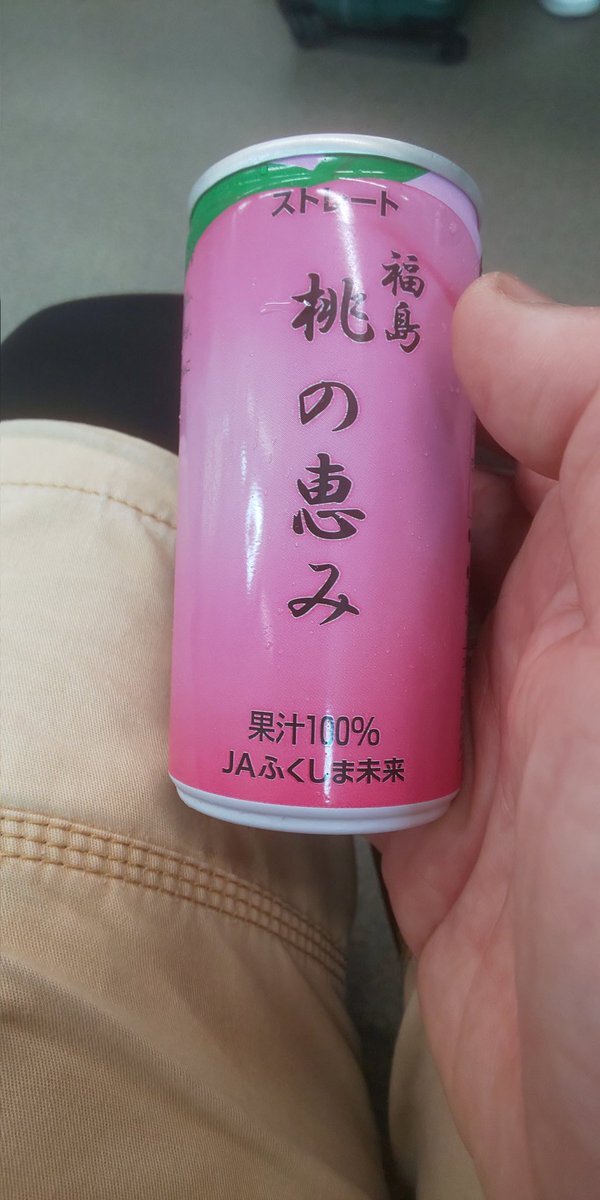 ストレート
福島
桃の恵み
果汁100%
JAふくしま未来